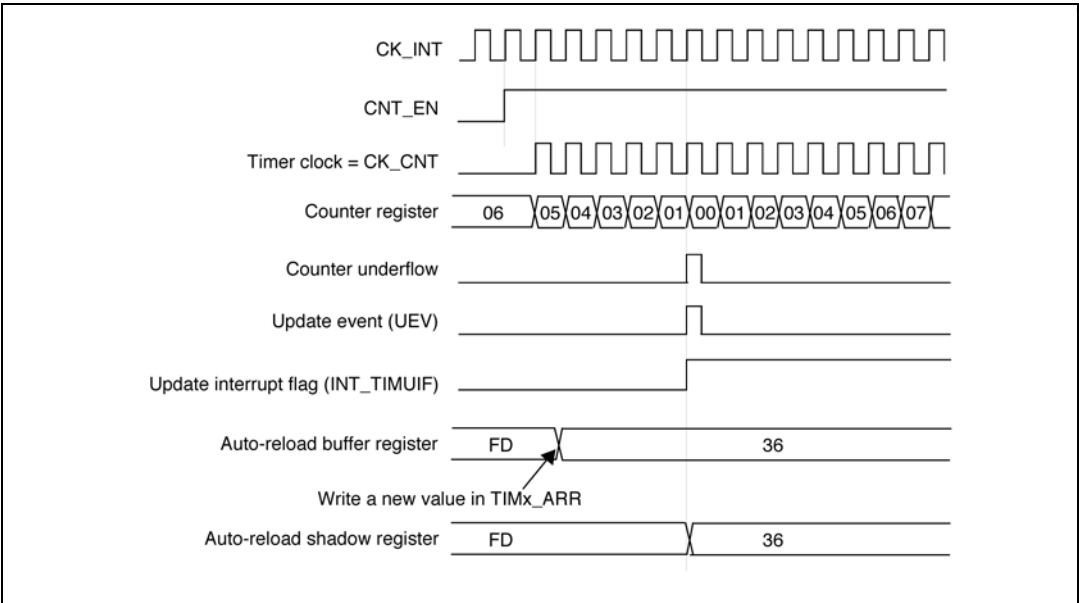 CK_INT
CNT_EN
Timer clock = CK_CNT
Counter register 06 05 04 03 02 01 00 01 02 03 04 05 06 07
Counter underflow
Update event (UEV)
Update interrupt flag (INT_TIMUIF)
Auto-reload buffer register FD 36
Write a new value in TIMx_ARR
Auto-reload shadow register FD 36